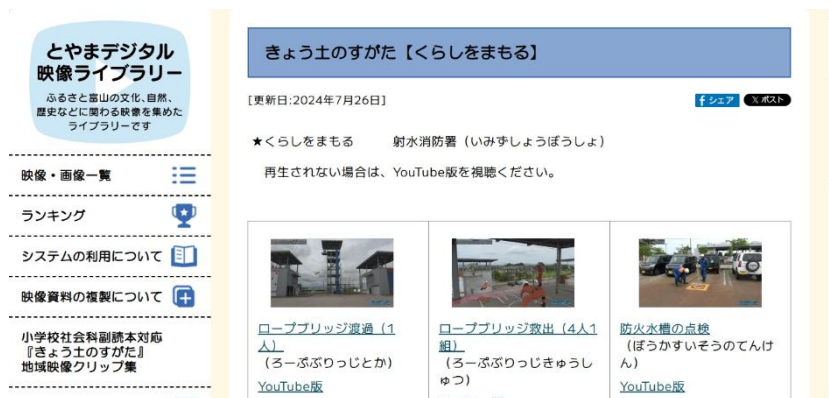 とやまデジタル
映像ライブラリー
ふるさと富山の文化、自然、
歴史などに関わる映像を集めた
ライブラリーです
映像・画像一覧
ランキング
システムの利用について
映像資料の複製について
小学校社会科副読本対応
『きょう土のすがた』
地域映像クリップ集
きょう土のすがた【くらしをまもる】
[更新日:2024年7月26日]
f シェア X ポスト
★くらしをまもる 射水消防署（いみずしょうぼうしょ）
再生されない場合は、YouTube版を視聴ください。
ロープブリッジ渡過（1
人）
（ろーぷぶりっじとか）
YouTube版
ロープブリッジ救出（4人1
組）
（ろーぷぶりっじきゅうし
ゅつ）
防火水槽の点検
（ぼうかすいそうのてんけ
ん）
YouTube版